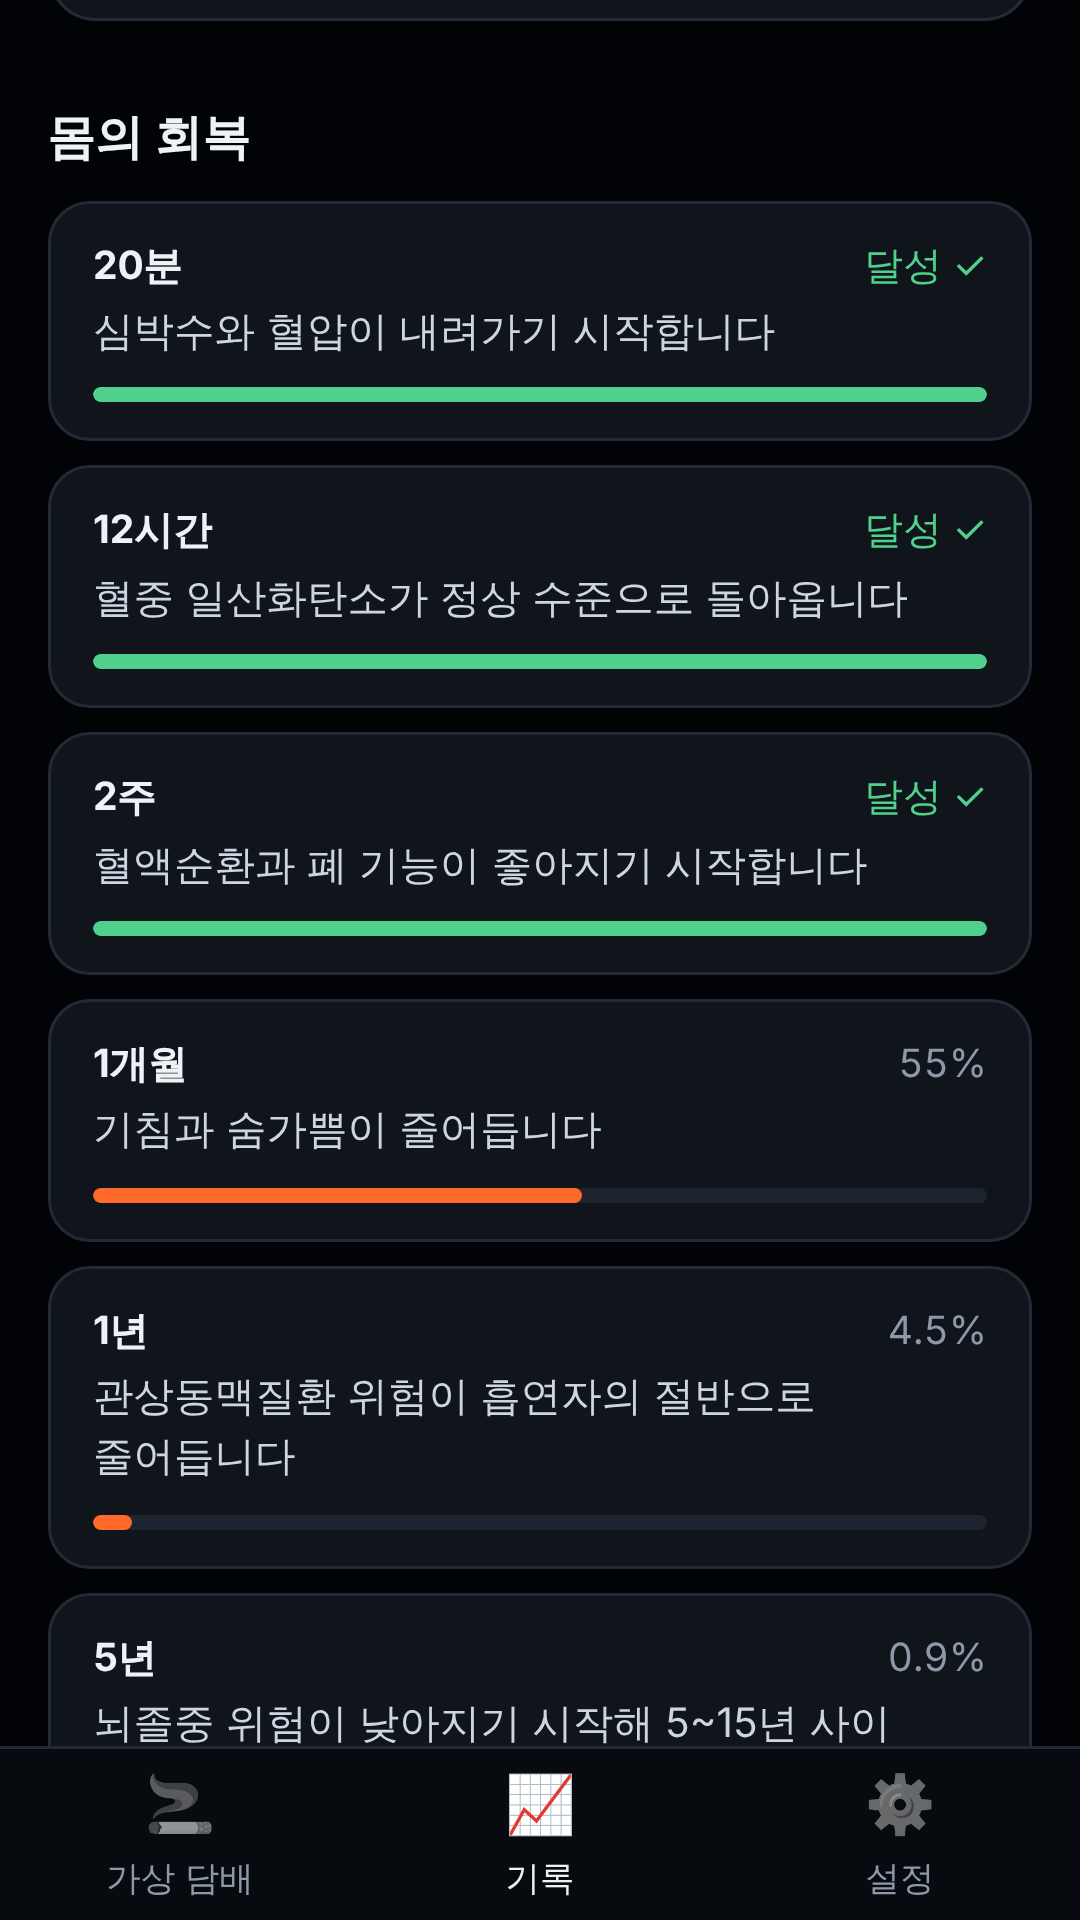 몸의 회복
20분
달성 ✓
심박수와 혈압이 내려가기 시작합니다
12시간
달성 ✓
혈중 일산화탄소가 정상 수준으로 돌아옵니다
2주
달성 ✓
혈액순환과 폐 기능이 좋아지기 시작합니다
1개월
55%
기침과 숨가쁨이 줄어듭니다
1년
4.5%
관상동맥질환 위험이 흡연자의 절반으로
줄어듭니다
5년
0.9%
뇌졸중 위험이 낮아지기 시작해 5~15년 사이
가상 담배
기록
설정